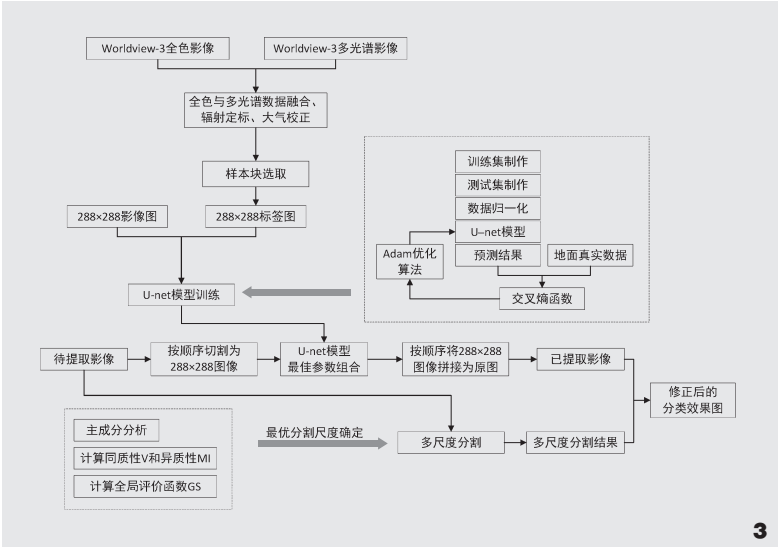 Worldview-3全色影像
Worldview-3多光谱影像
全色与多光谱数据融合、
辐射定标、大气校正
样本块选取
288×288影像图
288×288标签图
U-net模型训练
训练集制作
测试集制作
数据归一化
U−net模型
预测结果
地面真实数据
Adam优化
算法
交叉熵函数
待提取影像
按顺序切割为
288×288图像
U-net模型
最佳参数组合
按顺序将288×288
图像拼接为原图
已提取影像
修正后的
分类效果图
主成分分析
计算同质性V和异质性MI
计算全局评价函数GS
最优分割尺度确定
多尺度分割
多尺度分割结果
3